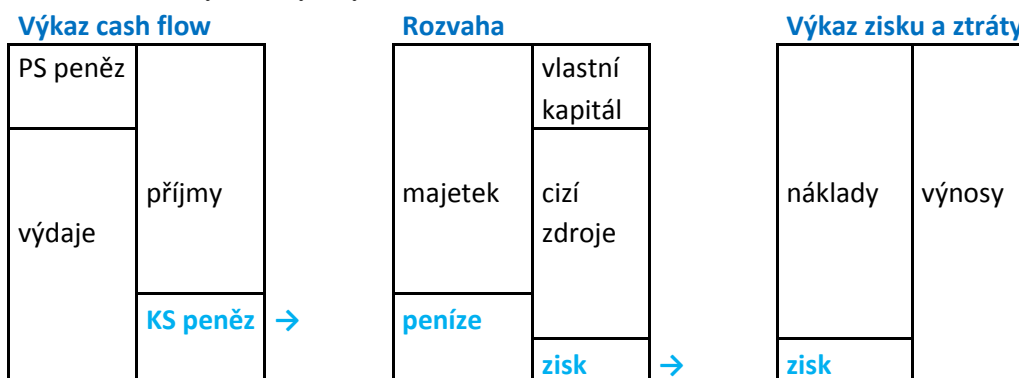 Výkaz cash flow
Rozvaha
Výkaz zisku a ztráty
PS peněz
výdaje
příjmy
KS peněz →
majetek
peníze
vlastní
kapitál
cizí
zdroje
zisk →
náklady
zisk
výnosy